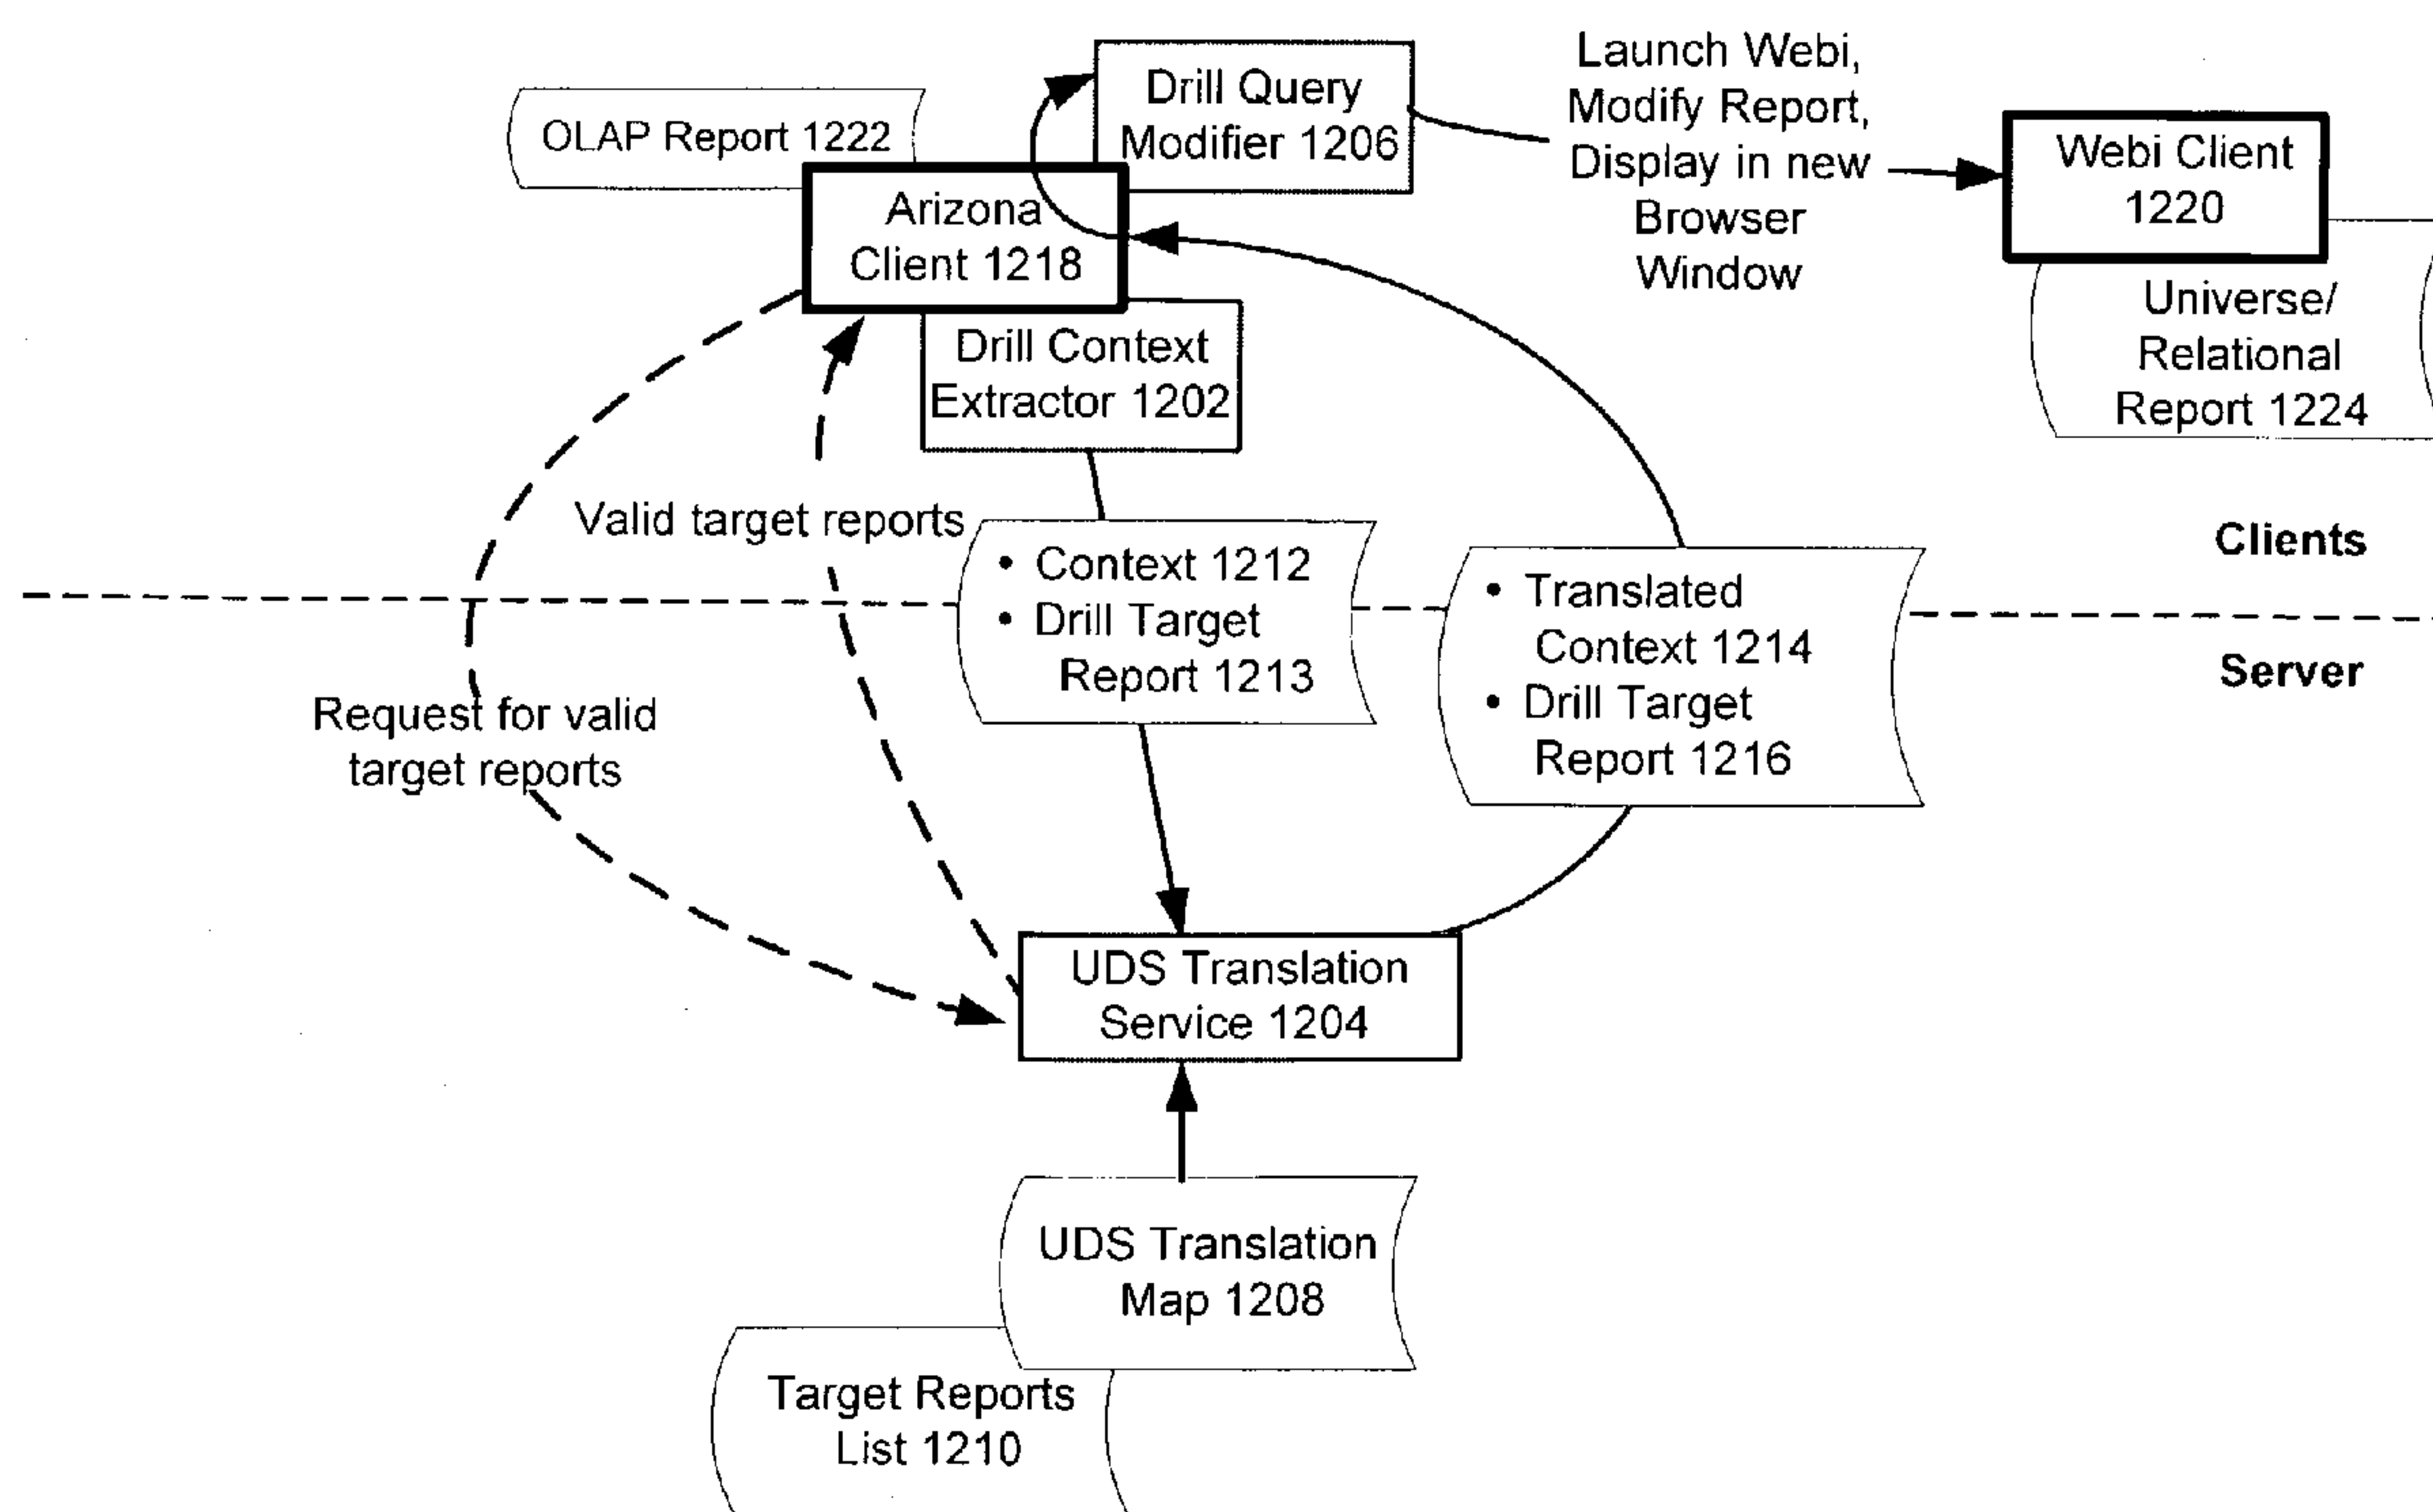 OLAP Report 1222
Drill Query
Modifier 1206
Launch Webi,
Modify Report,
Display in new
Browser
Window
Webi Client
1220
Arizona
Client 1218
Universe/
Relational
Report 1224
Drill Context
Extractor 1202
Valid target reports
• Context 1212
• Drill Target
Report 1213
• Translated
Context 1214
• Drill Target
Report 1216
Clients
Server
Request for valid
target reports
UDS Translation
Service 1204
UDS Translation
Map 1208
Target Reports
List 1210